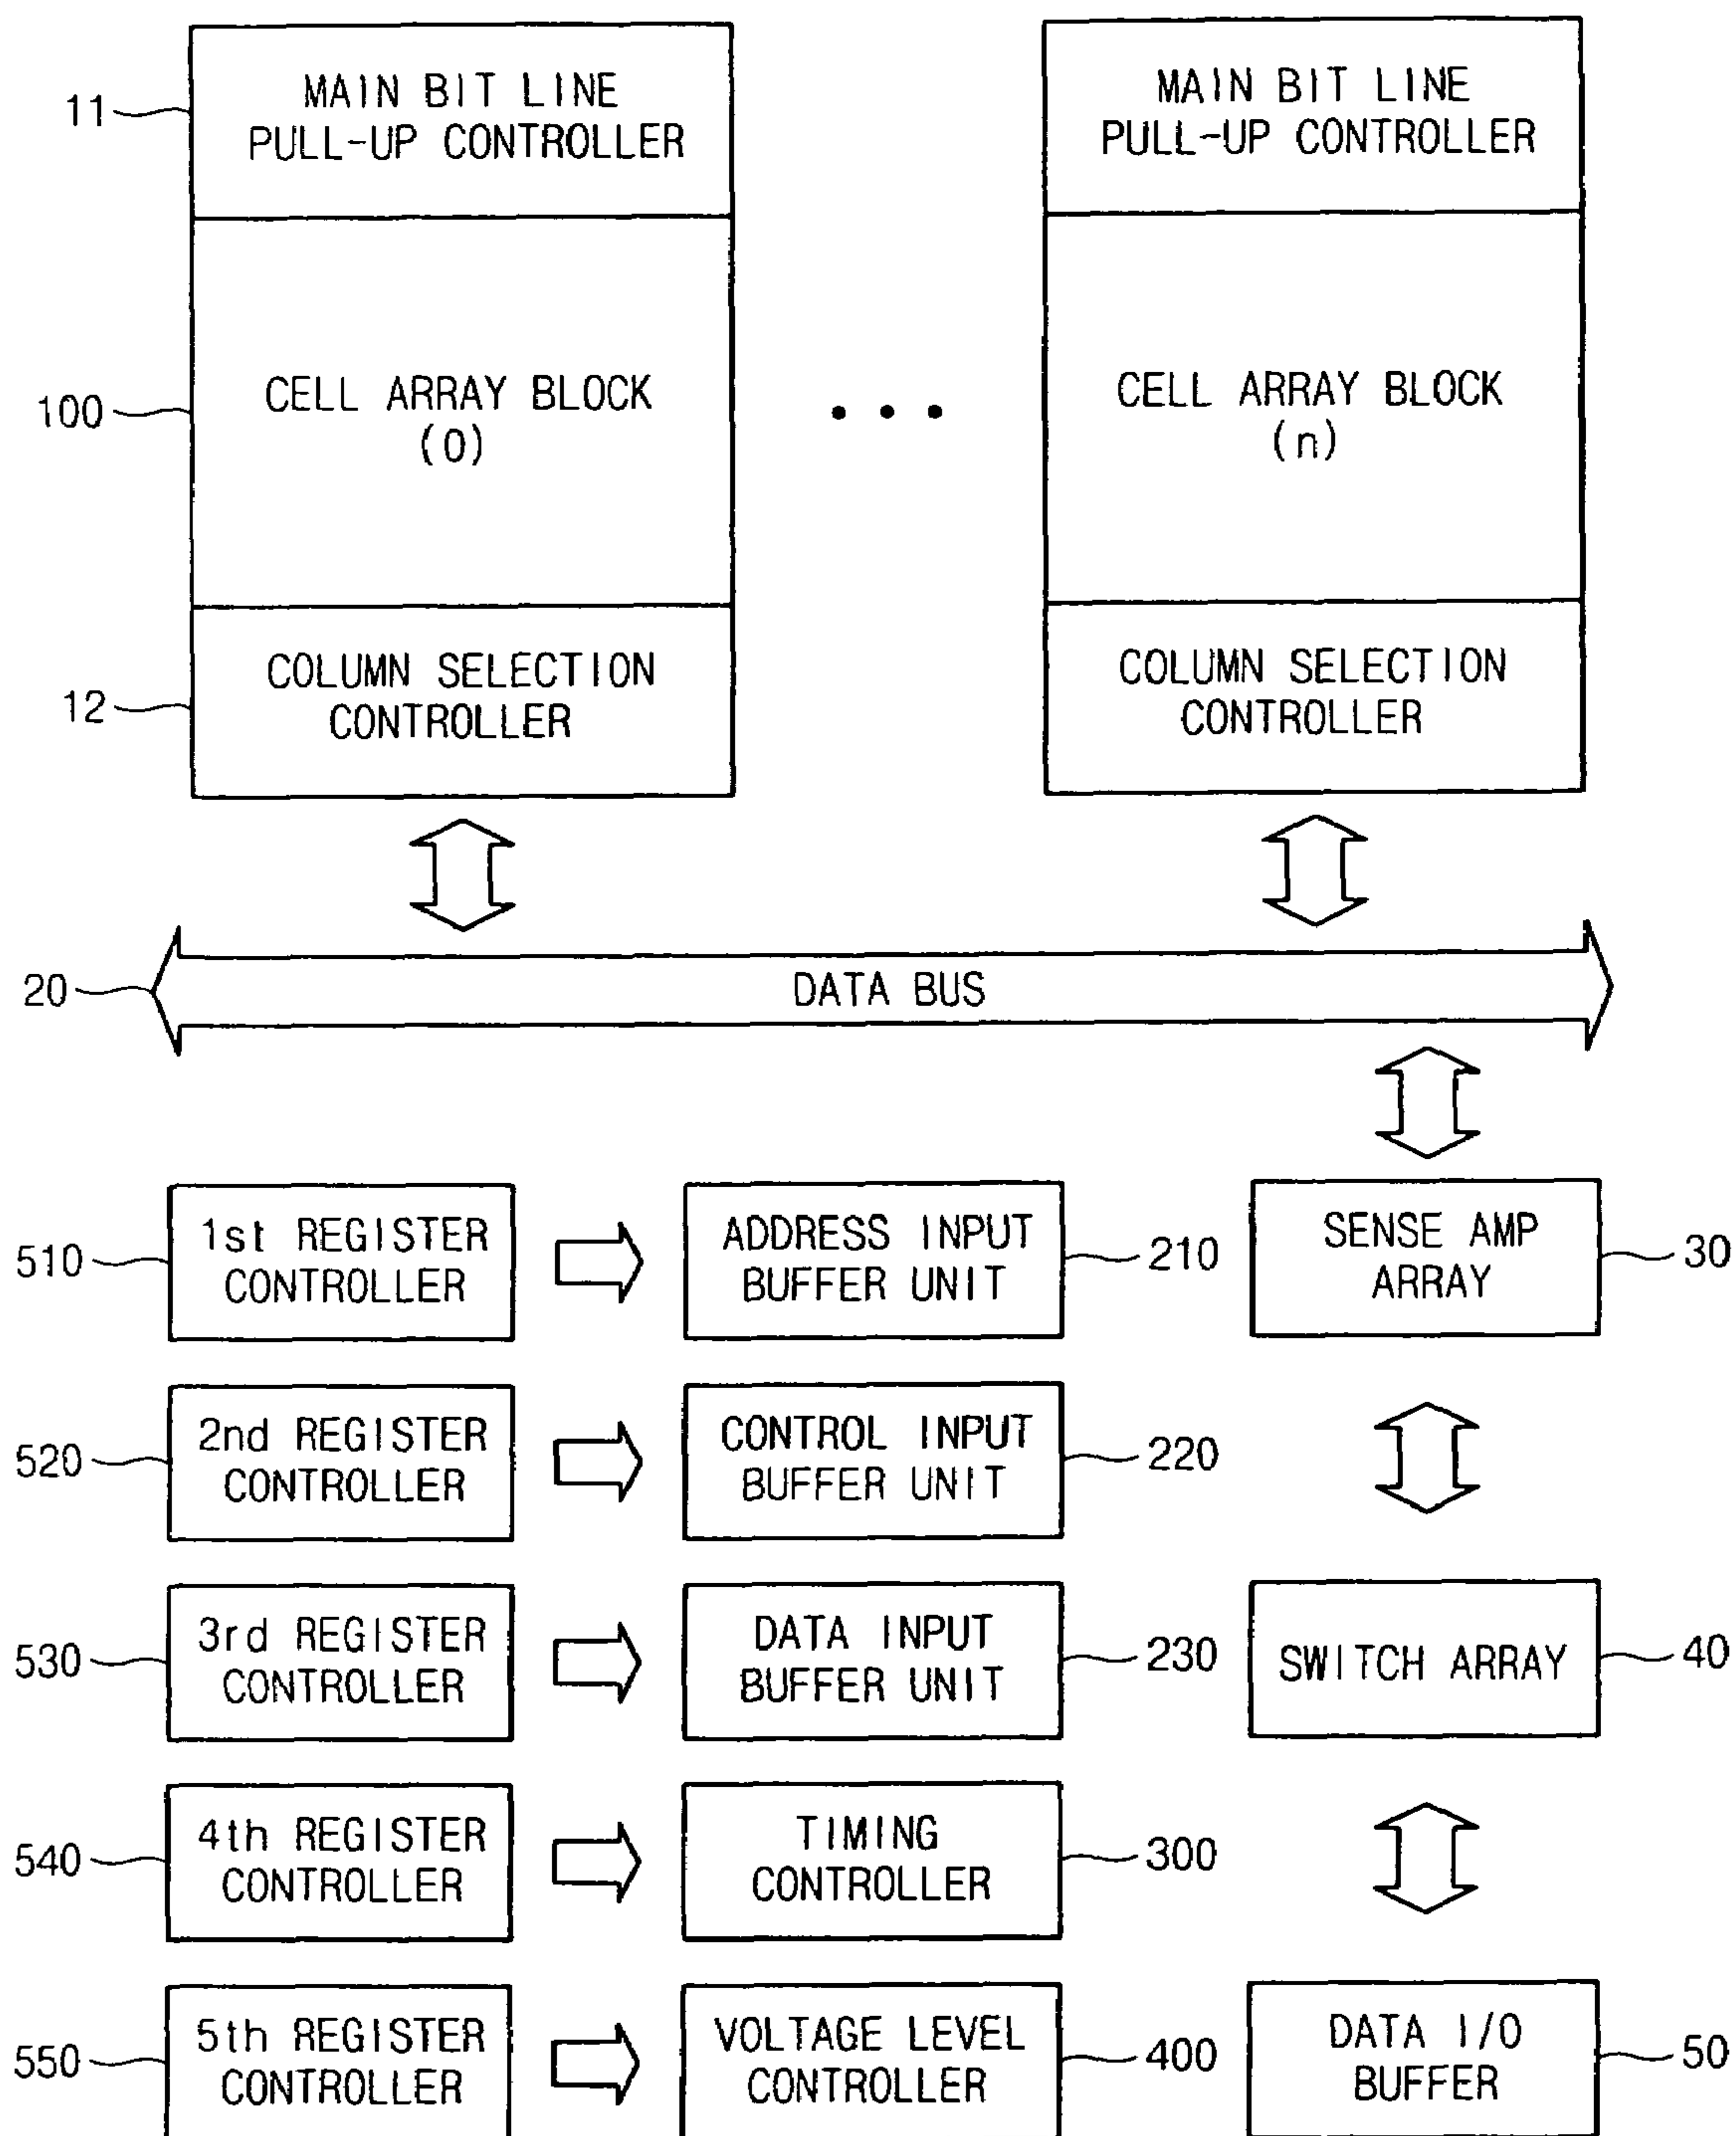 MAIN BIT LINE
PULL-UP CONTROLLER
11
CELL ARRAY BLOCK
(0)
100
COLUMN SELECTION
CONTROLLER
12
• • •
MAIN BIT LINE
PULL-UP CONTROLLER
CELL ARRAY BLOCK
(n)
COLUMN SELECTION
CONTROLLER
20
DATA BUS
510
1st REGISTER
CONTROLLER
ADDRESS INPUT
BUFFER UNIT
210
SENSE AMP
ARRAY
30
520
2nd REGISTER
CONTROLLER
CONTROL INPUT
BUFFER UNIT
220
530
3rd REGISTER
CONTROLLER
DATA INPUT
BUFFER UNIT
230
SWITCH ARRAY
40
540
4th REGISTER
CONTROLLER
TIMING
CONTROLLER
300
550
5th REGISTER
CONTROLLER
VOLTAGE LEVEL
CONTROLLER
400
DATA I/O
BUFFER
50